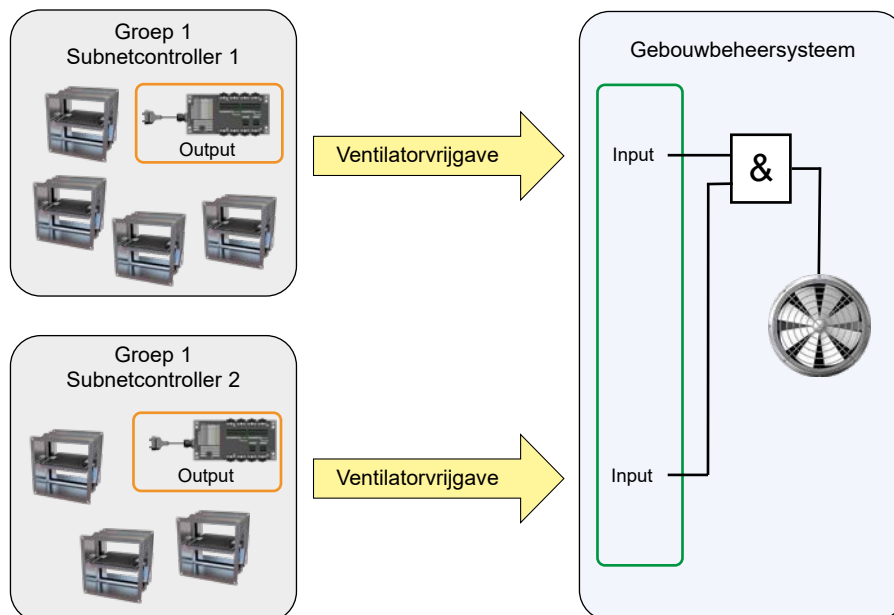 Groep 1
Subnetcontroller 1
Output
Ventilatorvrijgave
Gebouwbeheersysteem
Input
&
Groep 1
Subnetcontroller 2
Output
Ventilatorvrijgave
Input